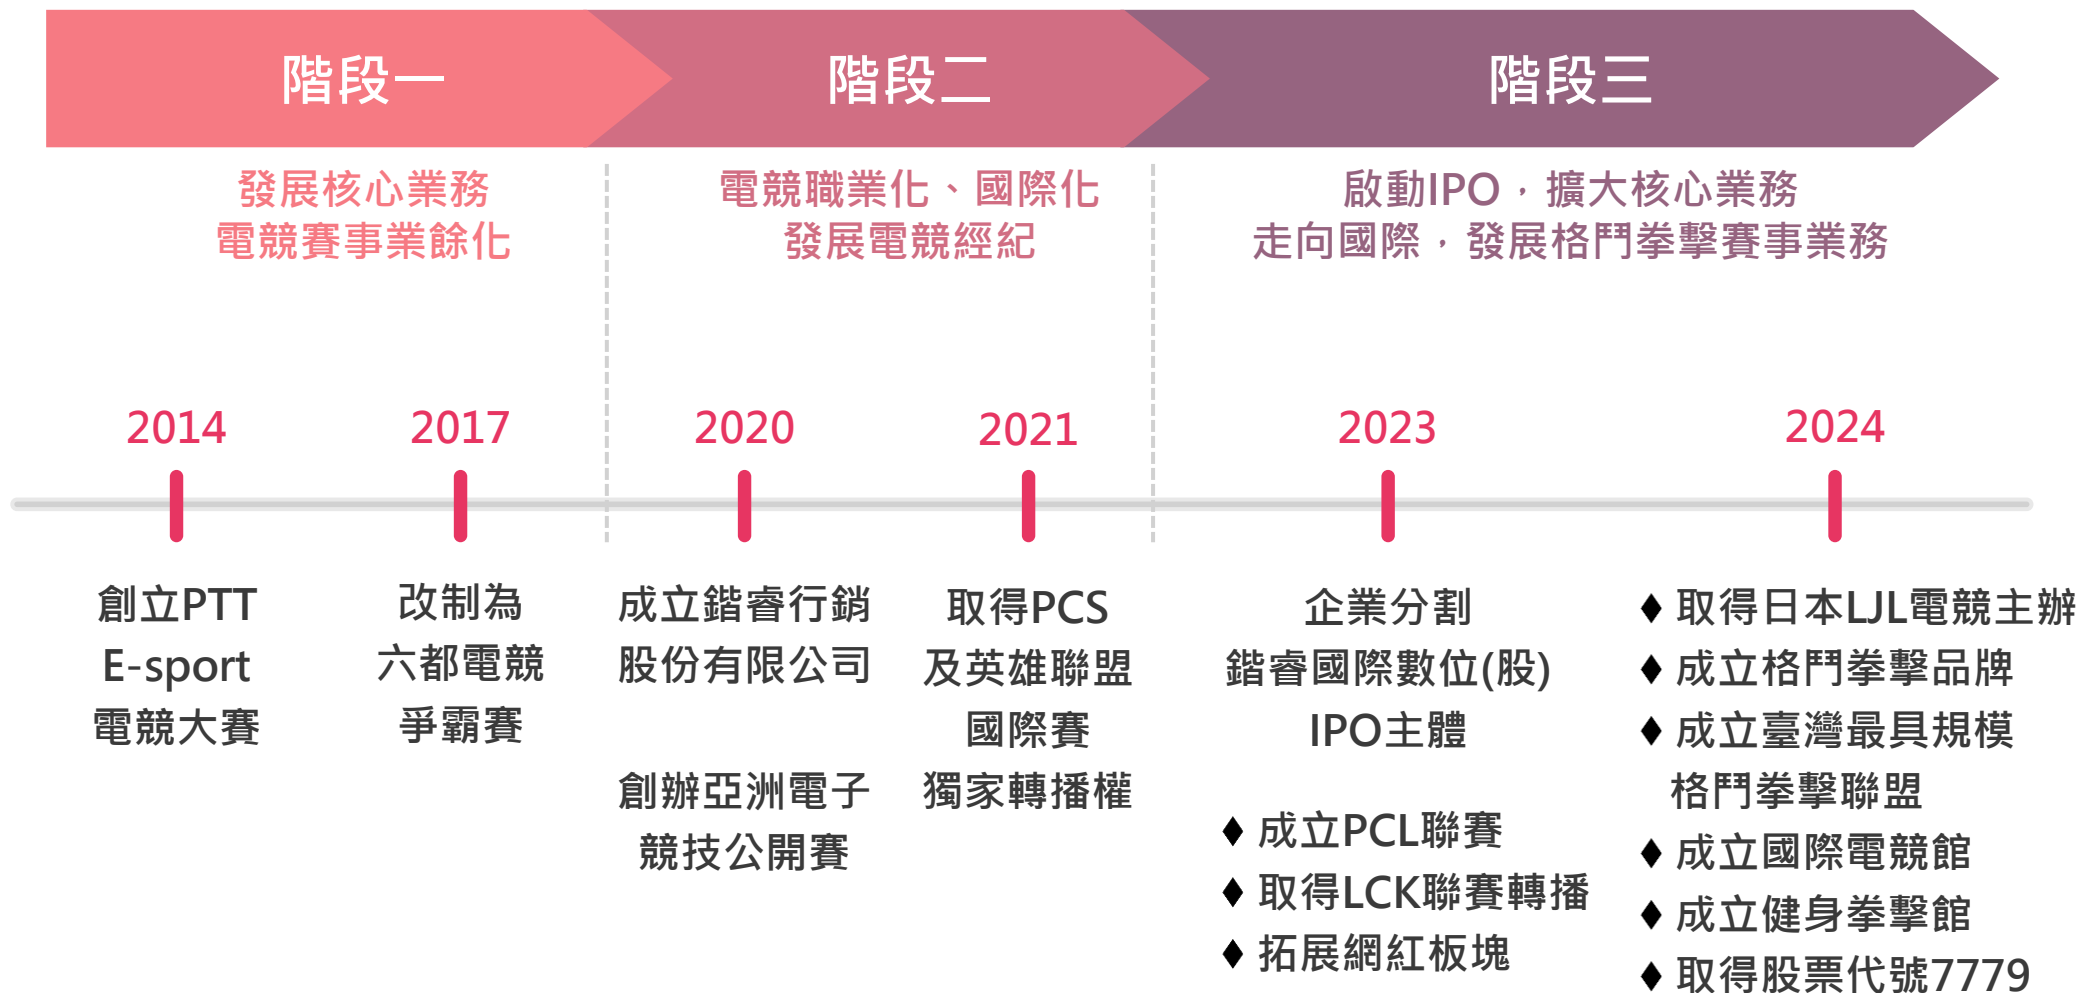 階段一
階段二
階段三
發展核心業務
電競賽事業餘化
電競職業化、國際化
發展電競經紀
啟動IPO，擴大核心業務
走向國際，發展格鬥拳擊賽事業務
2014
創立PTT
E-sport
電競大賽
2017
改制為
六都電競
爭霸賽
2020
成立鍇睿行銷
股份有限公司
創辦亞洲電子
競技公開賽
2021
取得PCS
及英雄聯盟
國際賽
獨家轉播權
2023
企業分割
鍇睿國際數位(股)
IPO主體
♦ 成立PCL聯賽
♦ 取得LCK聯賽轉播
♦ 拓展網紅板塊
2024
♦ 取得日本LJL電競主辦
♦ 成立格鬥拳擊品牌
♦ 成立臺灣最具規模
格鬥拳擊聯盟
♦ 成立國際電競館
♦ 成立健身拳擊館
♦ 取得股票代號7779